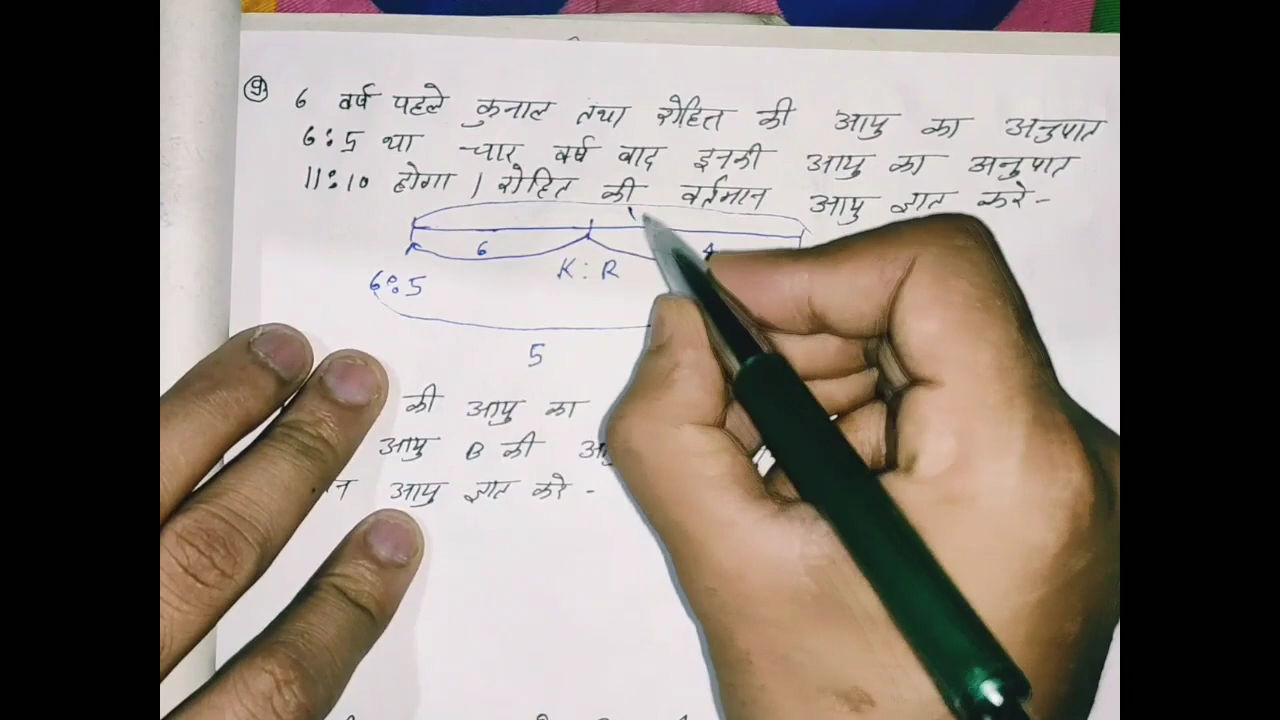 9 6 वर्ष पहले कुनाल तथा रोहित की आयु का अनुपात
6:5 था चार वर्ष बाद इनकी आयु का अनुपात
11:10 होगा । रोहित की वर्तमान आयु ज्ञात करे-
6 4
K : R
6:5
5
की आयु का
आयु B की
आयु ज्ञात करे -